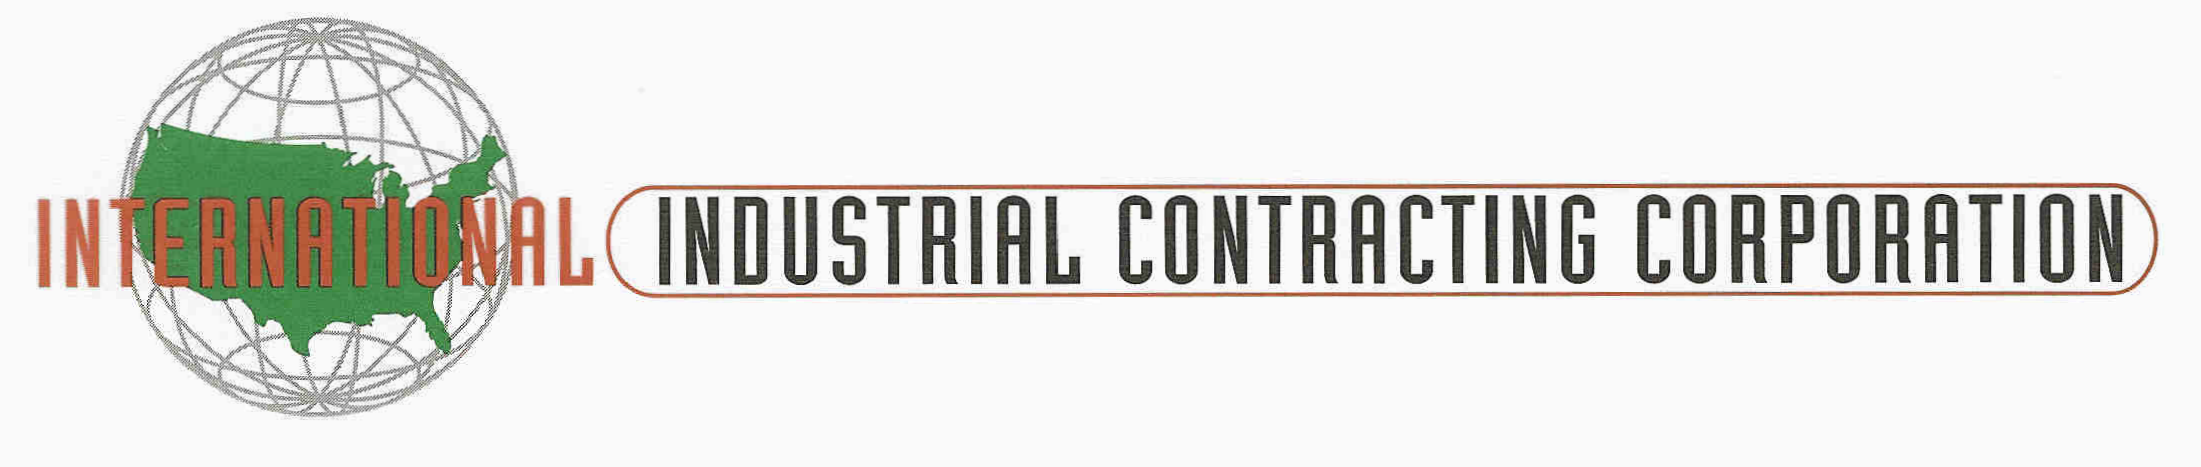 INTERNATIONAL INDUSTRIAL CONTRACTING CORPORATION